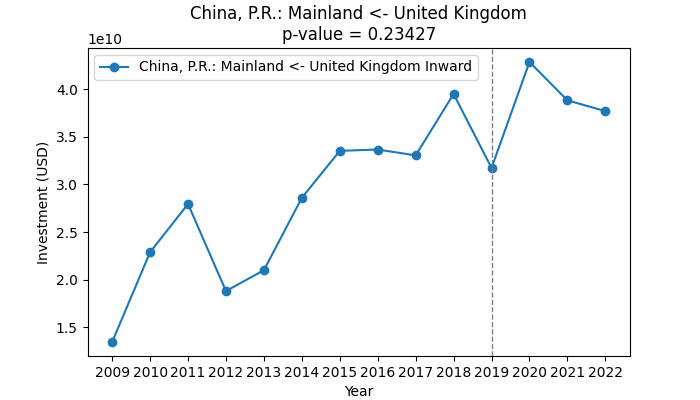 China, P.R.: Mainland <- United Kingdom
p-value = 0.23427
1e10
China, P.R.: Mainland <- United Kingdom Inward
4.0
3.5
3.0
2.5
2.0
1.5
Investment (USD)
2009 2010 2011 2012 2013 2014 2015 2016 2017 2018 2019 2020 2021 2022
Year